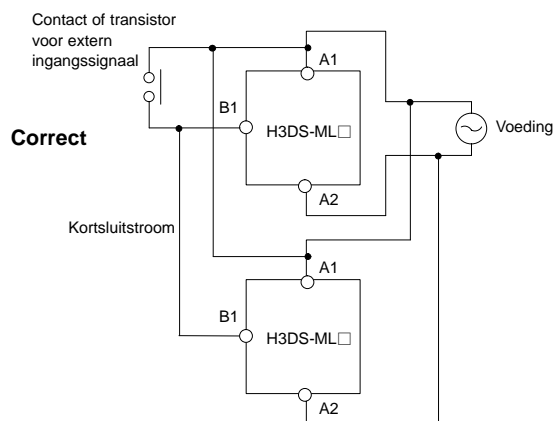 Contact of transistor
voor extern
ingangssignaal
A1
B1
H3DS-ML□
Correct
Voeding
A2
Kortsluitstroom
A1
B1
H3DS-ML□
A2